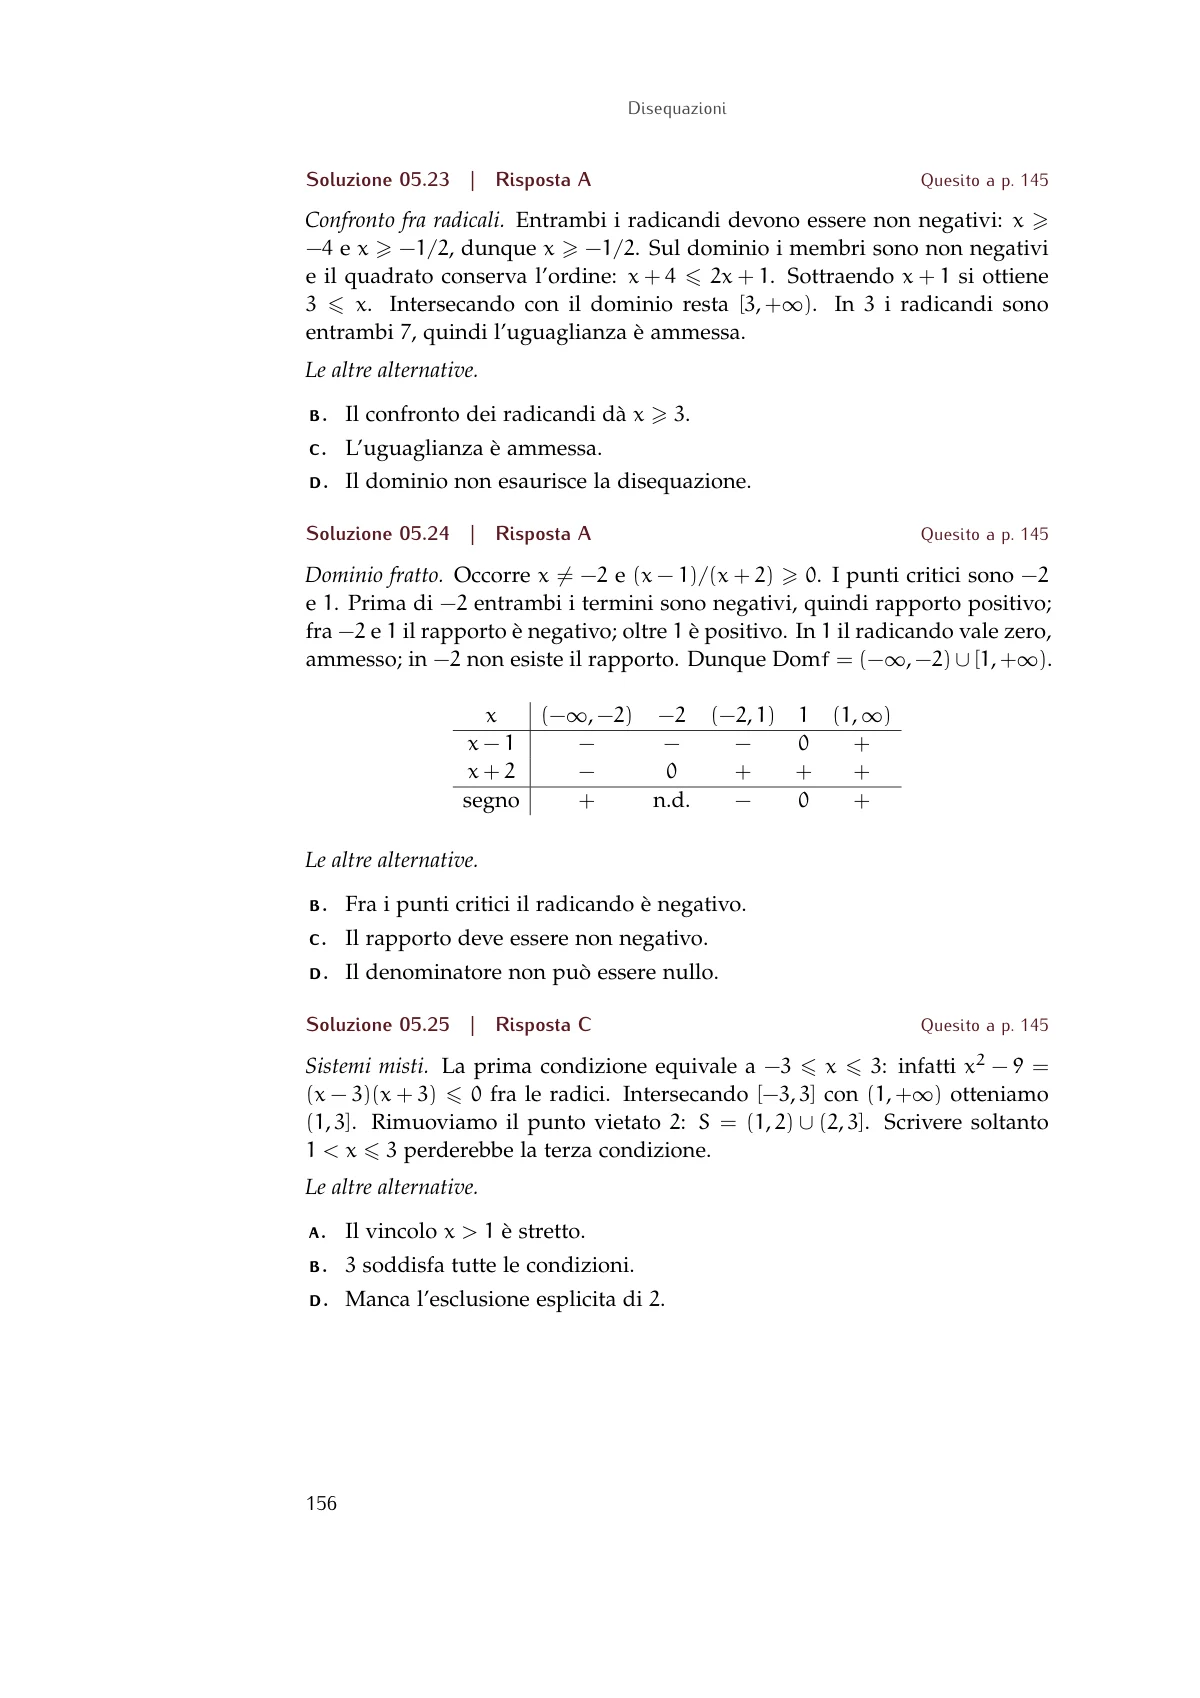 Disequazioni
Soluzione 05.23 | Risposta A Quesito a p. 145
Confronto fra radicali. Entrambi i radicandi devono essere non negativi: x ⩾
−4 e x ⩾ −1/2, dunque x ⩾ −1/2. Sul dominio i membri sono non negativi
e il quadrato conserva l’ordine: x + 4 ⩽ 2x + 1. Sottraendo x + 1 si ottiene
3 ⩽ x. Intersecando con il dominio resta [3, +∞). In 3 i radicandi sono
entrambi 7, quindi l’uguaglianza è ammessa.
Le altre alternative.
B. Il confronto dei radicandi dà x ⩾ 3.
C. L’uguaglianza è ammessa.
D. Il dominio non esaurisce la disequazione.
Soluzione 05.24 | Risposta A Quesito a p. 145
Dominio fratto. Occorre x ≠ −2 e (x − 1)/(x + 2) ⩾ 0. I punti critici sono −2
e 1. Prima di −2 entrambi i termini sono negativi, quindi rapporto positivo;
fra −2 e 1 il rapporto è negativo; oltre 1 è positivo. In 1 il radicando vale zero,
ammesso; in −2 non esiste il rapporto. Dunque Domf = (−∞, −2) ∪ [1, +∞).
x (−∞, −2) −2 (−2, 1) 1 (1, ∞)
x − 1 − − − 0 +
x + 2 − 0 + + +
segno + n.d. − 0 +
Le altre alternative.
B. Fra i punti critici il radicando è negativo.
C. Il rapporto deve essere non negativo.
D. Il denominatore non può essere nullo.
Soluzione 05.25 | Risposta C Quesito a p. 145
Sistemi misti. La prima condizione equivale a −3 ⩽ x ⩽ 3: infatti x² − 9 =
(x − 3)(x + 3) ⩽ 0 fra le radici. Intersecando [−3, 3] con (1, +∞) otteniamo
(1, 3]. Rimuoviamo il punto vietato 2: S = (1, 2) ∪ (2, 3]. Scrivere soltanto
1 < x ⩽ 3 perderebbe la terza condizione.
Le altre alternative.
A. Il vincolo x > 1 è stretto.
B. 3 soddisfa tutte le condizioni.
D. Manca l’esclusione esplicita di 2.
156